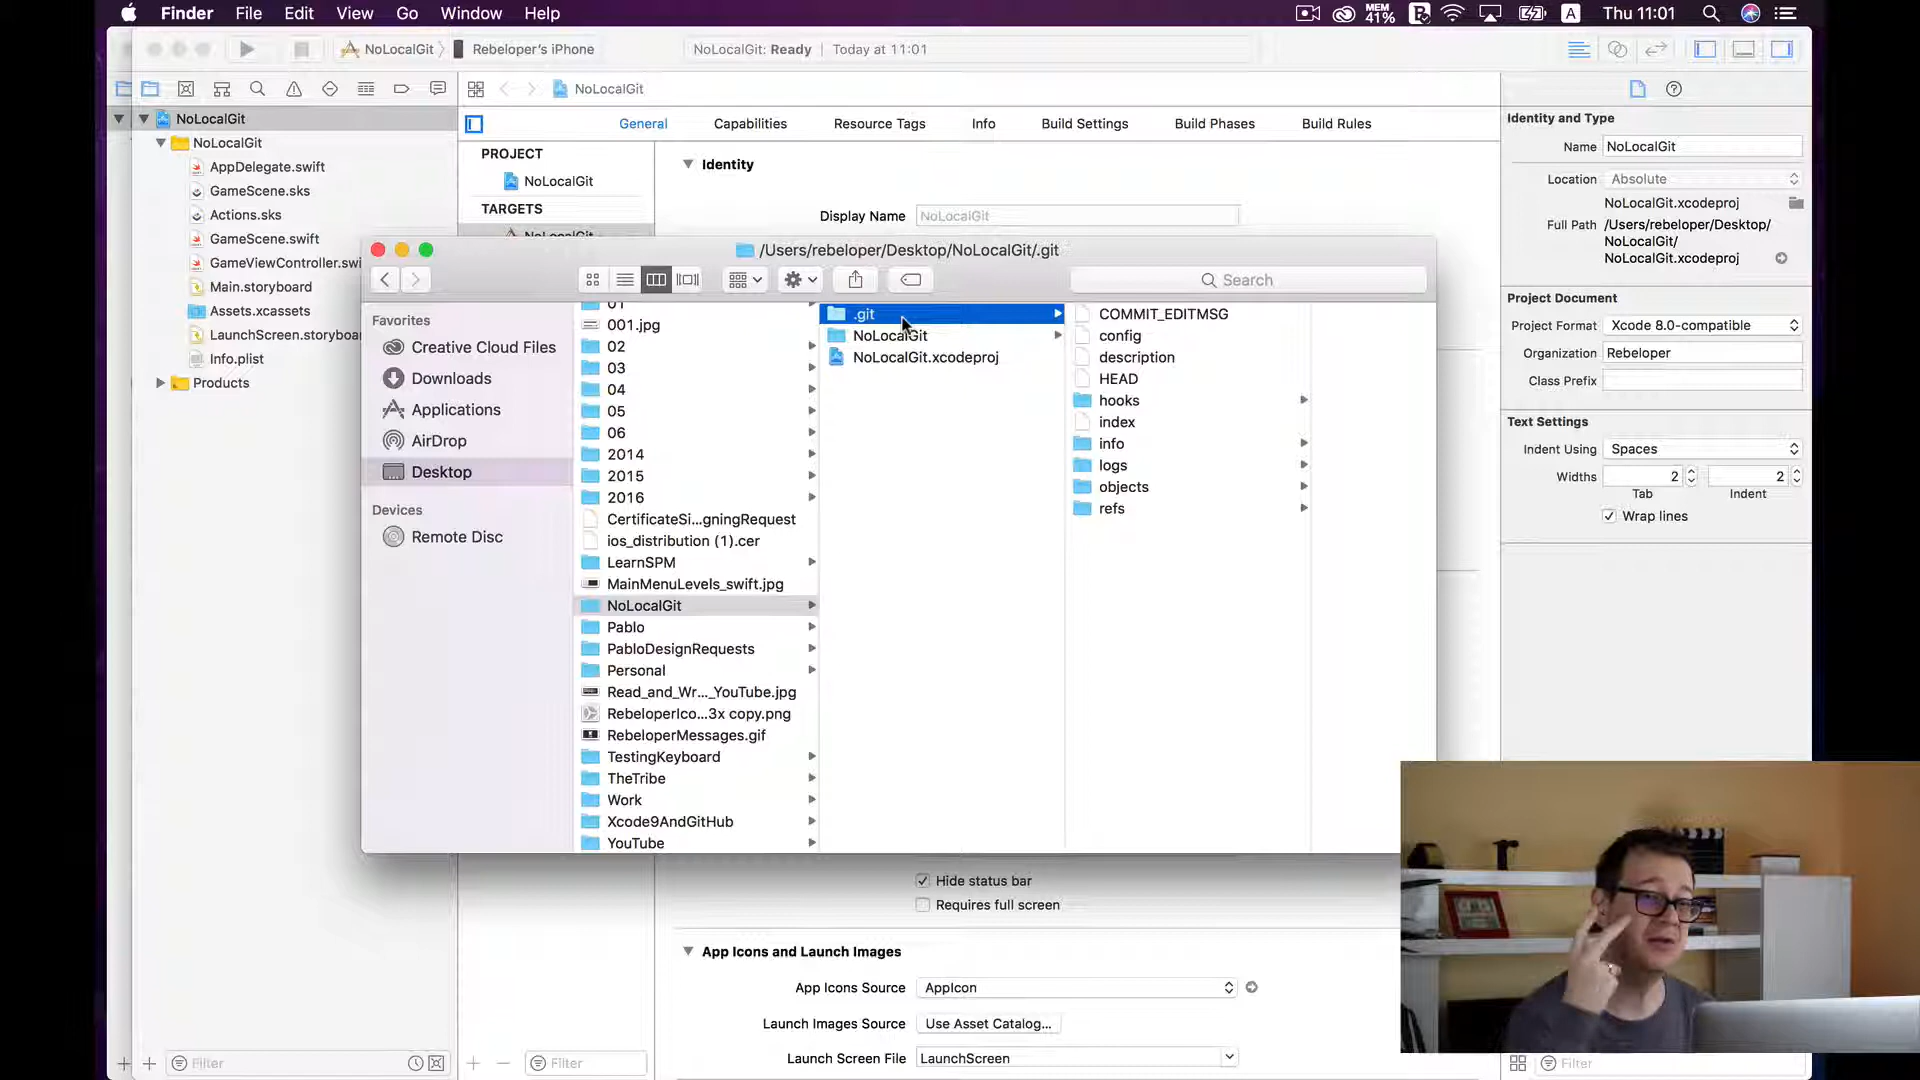 Finder File Edit View Go Window Help
MEM 41% A Thu 11:01
NoLocalGit Rebeloper's iPhone
NoLocalGit: Ready | Today at 11:01
NoLocalGit
NoLocalGit
NoLocalGit
AppDelegate.swift
GameScene.sks
Actions.sks
GameScene.swift
GameViewController.swi
Main.storyboard
Assets.xcassets
LaunchScreen.storyboa
Info.plist
Products
Filter
General Capabilities Resource Tags Info Build Settings Build Phases Build Rules
PROJECT
NoLocalGit
TARGETS
NoLocalGit
Filter
Identity
Display Name NoLocalGit
/Users/rebeloper/Desktop/NoLocalGit/.git
Search
Favorites
Creative Cloud Files
Downloads
Applications
AirDrop
Desktop
Devices
Remote Disc
01
001.jpg
02
03
04
05
06
2014
2015
2016
CertificateSi...gningRequest
ios_distribution (1).cer
LearnSPM
MainMenuLevels_swift.jpg
NoLocalGit
Pablo
PabloDesignRequests
Personal
Read_and_Wr..._YouTube.jpg
RebeloperIco...3x copy.png
RebeloperMessages.gif
TestingKeyboard
TheTribe
Work
Xcode9AndGitHub
YouTube
.git
NoLocalGit
NoLocalGit.xcodeproj
COMMIT_EDITMSG
config
description
HEAD
hooks
index
info
logs
objects
refs
Hide status bar
Requires full screen
App Icons and Launch Images
App Icons Source AppIcon
Launch Images Source Use Asset Catalog...
Launch Screen File LaunchScreen
Identity and Type
Name NoLocalGit
Location Absolute
NoLocalGit.xcodeproj
Full Path /Users/rebeloper/Desktop/
NoLocalGit/
NoLocalGit.xcodeproj
Project Document
Project Format Xcode 8.0-compatible
Organization Rebeloper
Class Prefix
Text Settings
Indent Using Spaces
Widths 2 2
Tab Indent
Wrap lines
Filter